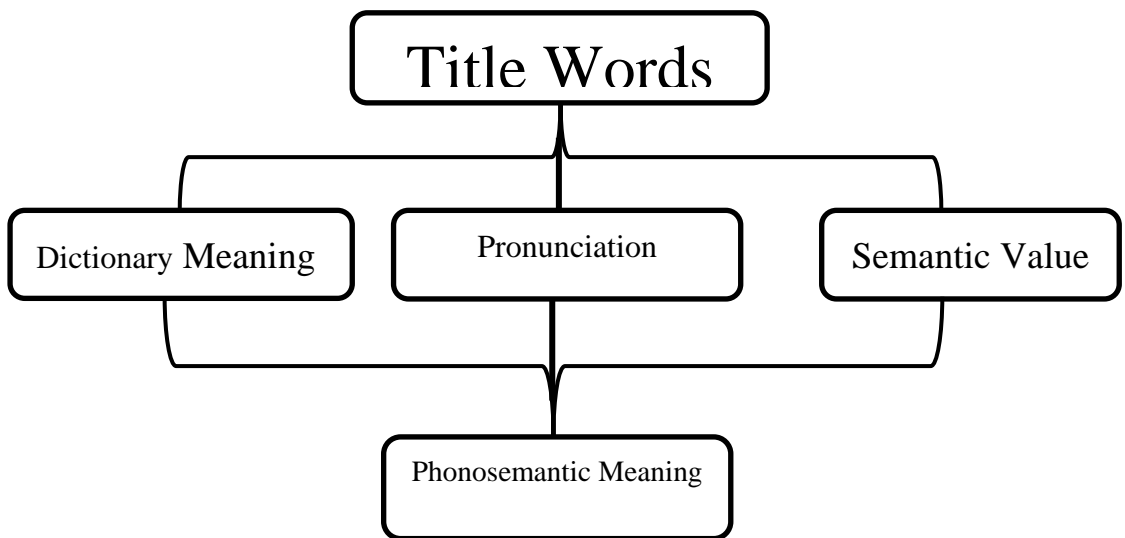 Title Words
Dictionary Meaning
Pronunciation
Semantic Value
Phonosemantic Meaning